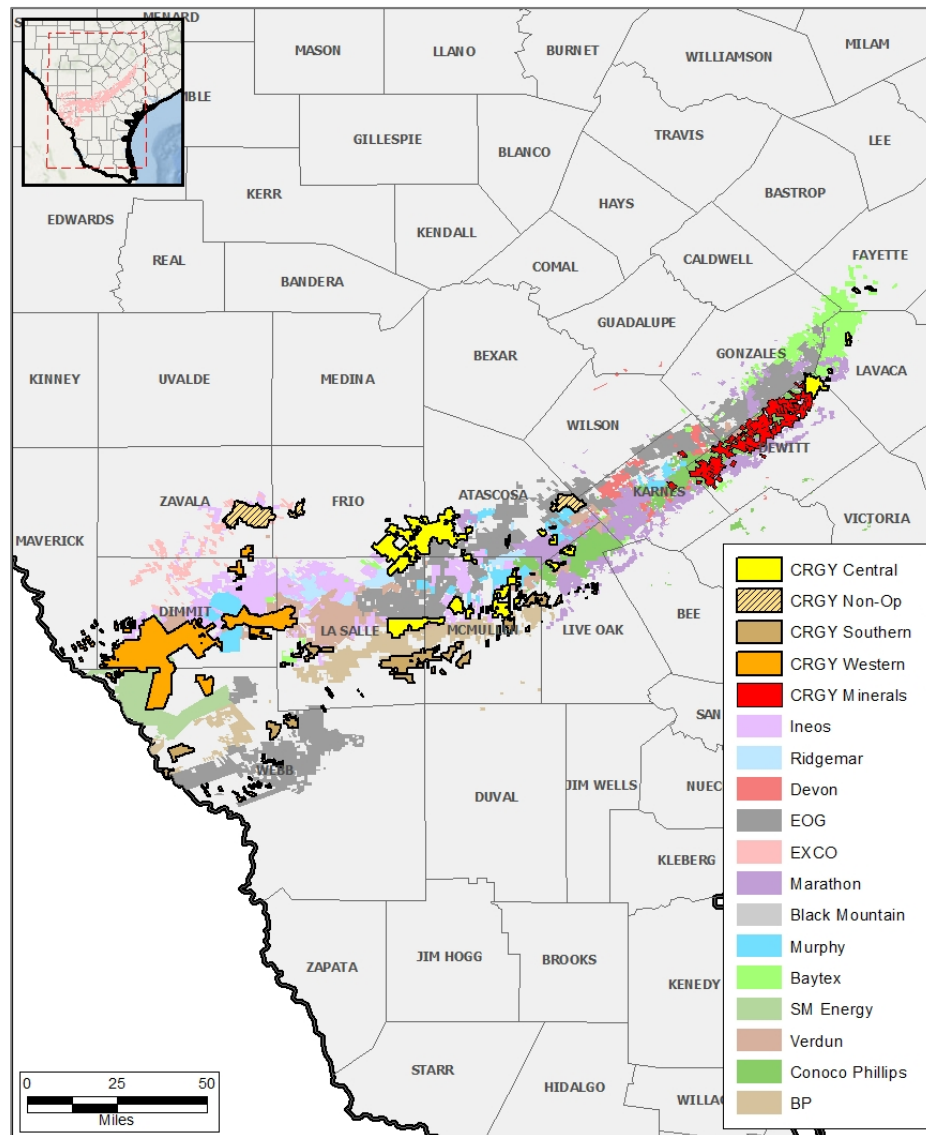 MENARD
MASON
LLANO
BURNET
WILLIAMSON
MILAM
GILLESPIE
BLANCO
TRAVIS
LEE
KERR
HAYS
BASTROP
EDWARDS
KENDALL
REAL
BANDERA
COMAL
CALDWELL
FAYETTE
GUADALUPE
KINNEY
UVALDE
MEDINA
BEXAR
GONZALES
LAVACA
WILSON
DEWITT
ZAVALA
FRIO
ATASCOSA
KARNES
MAVERICK
VICTORIA
DIMMIT
LA SALLE
MCMULLEN
LIVE OAK
BEE
WEBB
DUVAL
JIM WELLS
SAN
NUEC
KLEBERG
ZAPATA
JIM HOGG
BROOKS
KENEDY
STARR
HIDALGO
WILLAC
CRGY Central
CRGY Non-Op
CRGY Southern
CRGY Western
CRGY Minerals
Ineos
Ridgemar
Devon
EOG
EXCO
Marathon
Black Mountain
Murphy
Baytex
SM Energy
Verdun
Conoco Phillips
BP
0 25 50
Miles